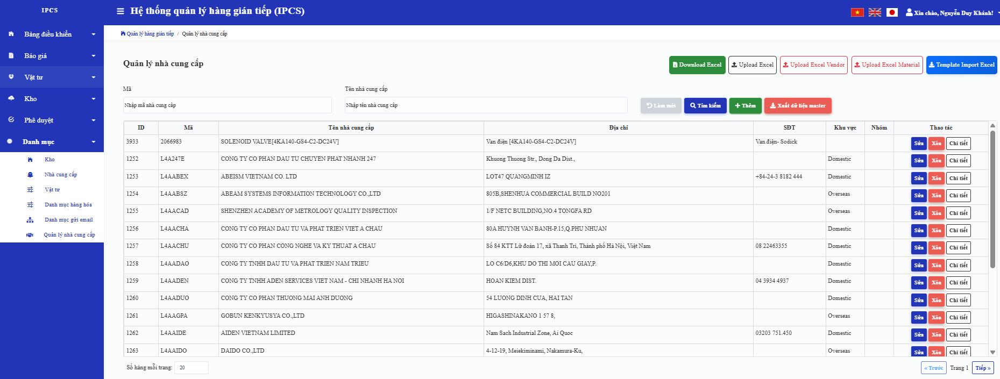 IPCS
Hệ thống quản lý hàng gián tiếp (IPCS)
Xin chào, Nguyễn Duy Khánh!
Bảng điều khiển
Báo giá
Vật tư
Kho
Phê duyệt
Danh mục
Kho
Nhà cung cấp
Vật tư
Danh mục hàng hóa
Danh mục gửi email
Quản lý nhà cung cấp
Quản lý hàng gián tiếp / Quản lý nhà cung cấp
Quản lý nhà cung cấp
Download Excel Upload Excel Upload Excel Vendor Upload Excel Material Template Import Excel
Mã Tên nhà cung cấp
Nhập mã nhà cung cấp Nhập tên nhà cung cấp Làm mới Tìm kiếm Thêm Xuất dữ liệu master
ID Mã Tên nhà cung cấp Địa chỉ SĐT Khu vực Nhóm Thao tác
3933 2066983 SOLENOID VALVE[4KA140-GS4-C2-DC24V] Van điện [4KA140-GS4-C2-DC24V] Van điện- Sodick Sửa Xóa Chi tiết
1252 L4A247E CONG TY CO PHAN DAU TU CHUYEN PHAT NHANH 247 Khuong Thuong Str., Dong Da Dist., Domestic Sửa Xóa Chi tiết
1253 L4AABEX ABEISM VIETNAM CO. LTD LOT47 QUANGMINH IZ +84-24-3 8182 444 Domestic Sửa Xóa Chi tiết
1254 L4AABSZ ABEAM SYSTEMS INFORMATION TECHNOLOGY CO.,LTD 805B,SHENHUA COMMERCIAL BUILD NO201 Overseas Sửa Xóa Chi tiết
1255 L4AACAD SHENZHEN ACADEMY OF METROLOGY QUALITY INSPECTION 1/F NETC BUILDING,NO.4 TONGFA RD Overseas Sửa Xóa Chi tiết
1256 L4AACHA CONG TY CO PHAN DAU TU VA PHAT TRIEN VIET A CHAU 80A HUYNH VAN BANH-P.15,Q.PHU NHUAN Domestic Sửa Xóa Chi tiết
1257 L4AACHU CONG TY CO PHAN CONG NGHE VA KY THUAT A CHAU Số 84 KTT Lữ đoàn 17, xã Thanh Trì, Thành phố Hà Nội, Việt Nam 08 22463355 Domestic Sửa Xóa Chi tiết
1258 L4AADAO CONG TY TNHH DAU TU VA PHAT TRIEN NAM TRIEU LO C6/D6,KHU DO THI MOI CAU GIAY,P. Domestic Sửa Xóa Chi tiết
1259 L4AADEN CONG TY TNHH ADEN SERVICES VIET NAM - CHI NHANH HA NOI HOAN KIEM DIST. 04 3934 4937 Domestic Sửa Xóa Chi tiết
1260 L4AADUO CONG TY CO PHAN THUONG MAI ANH DUONG 54 LUONG DINH CUA, HAI TAN Domestic Sửa Xóa Chi tiết
1261 L4AAGPA GOBUN KENKYUSYA CO.,LTD HIGASHINAKANO 1 57 8, Overseas Sửa Xóa Chi tiết
1262 L4AAIDE AIDEN VIETNAM LIMITED Nam Sach Industrial Zone, Ai Quoc 03203 751.450 Domestic Sửa Xóa Chi tiết
1263 L4AAIDO DAIDO CO.,LTD 4-12-19, Meiekiminami, Nakamura-Ku, Overseas Sửa Xóa Chi tiết
Số hàng mỗi trang: 20 « Trước Trang 1 Tiếp »